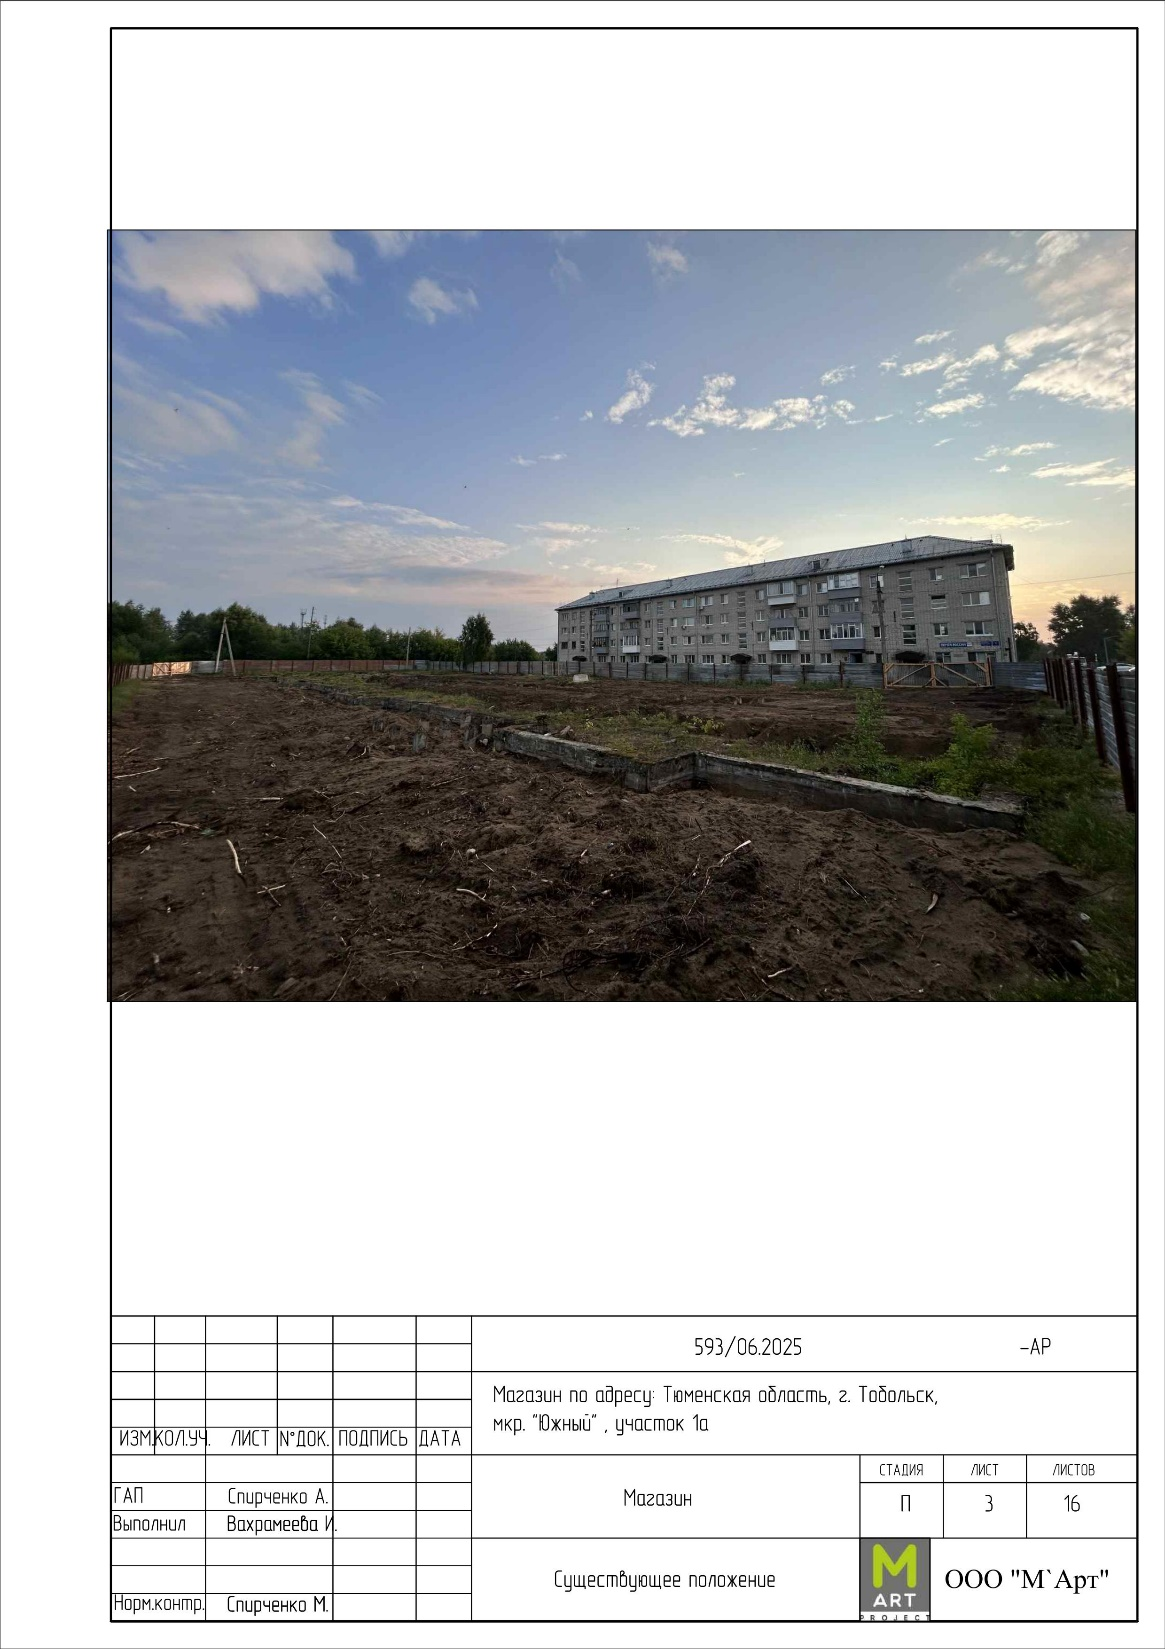 593/06.2025 -АР
Магазин по адресу: Тюменская область, г. Тобольск,
мкр. "Южный" , участок 1а
ИЗМ. КОЛ.УЧ. ЛИСТ N°ДОК. ПОДПИСЬ ДАТА
СТАДИЯ ЛИСТ ЛИСТОВ
ГАП Спирченко А.
Магазин
П 3 16
Выполнил Вахрамеева И.
Существующее положение
M
ART
PROJECT
ООО "М`Арт"
Норм.контр. Спирченко М.